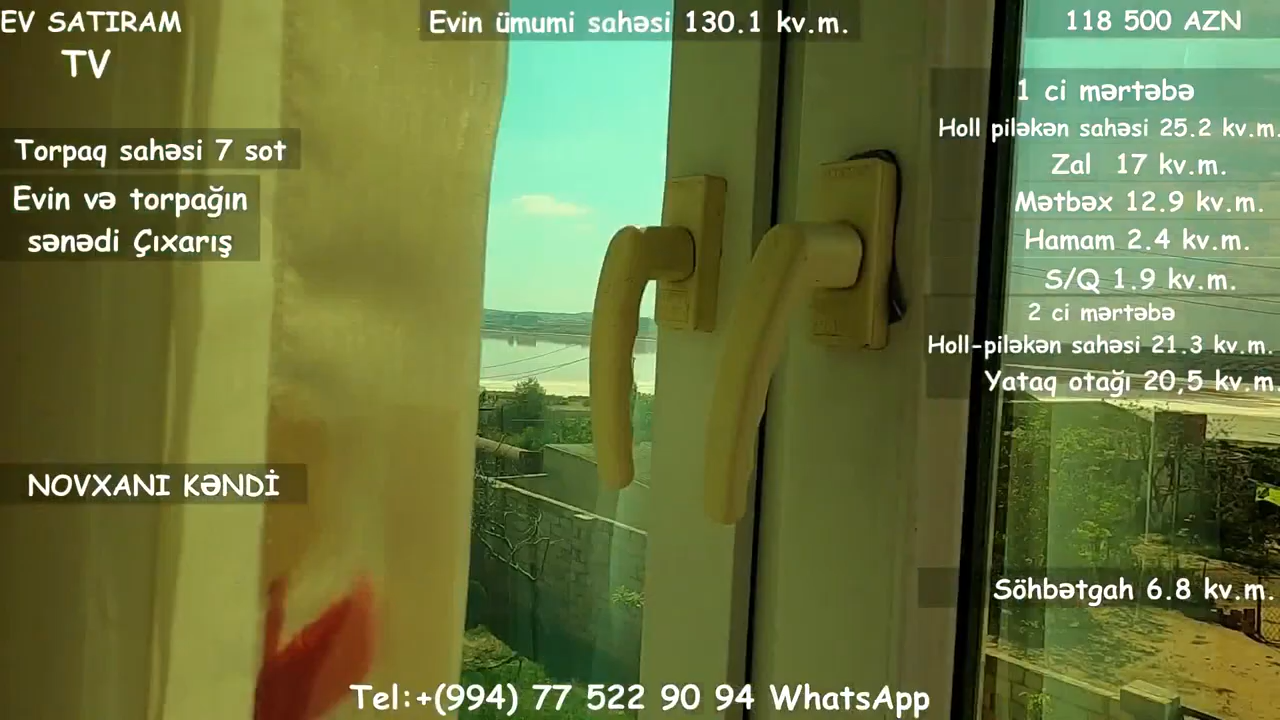 EV SATIRAM
TV
Evin ümumi sahəsi 130.1 kv.m.
118 500 AZN
Torpaq sahəsi 7 sot
Evin və torpağın
sənədi Çıxarış
NOVXANI KƏNDİ
1 ci mərtəbə
Holl piləkən sahəsi 25.2 kv.m.
Zal 17 kv.m.
Mətbəx 12.9 kv.m.
Hamam 2.4 kv.m.
S/Q 1.9 kv.m.
2 ci mərtəbə
Holl-piləkən sahəsi 21.3 kv.m.
Yataq otağı 20,5 kv.m.
Söhbətgah 6.8 kv.m.
Tel:+(994) 77 522 90 94 WhatsApp